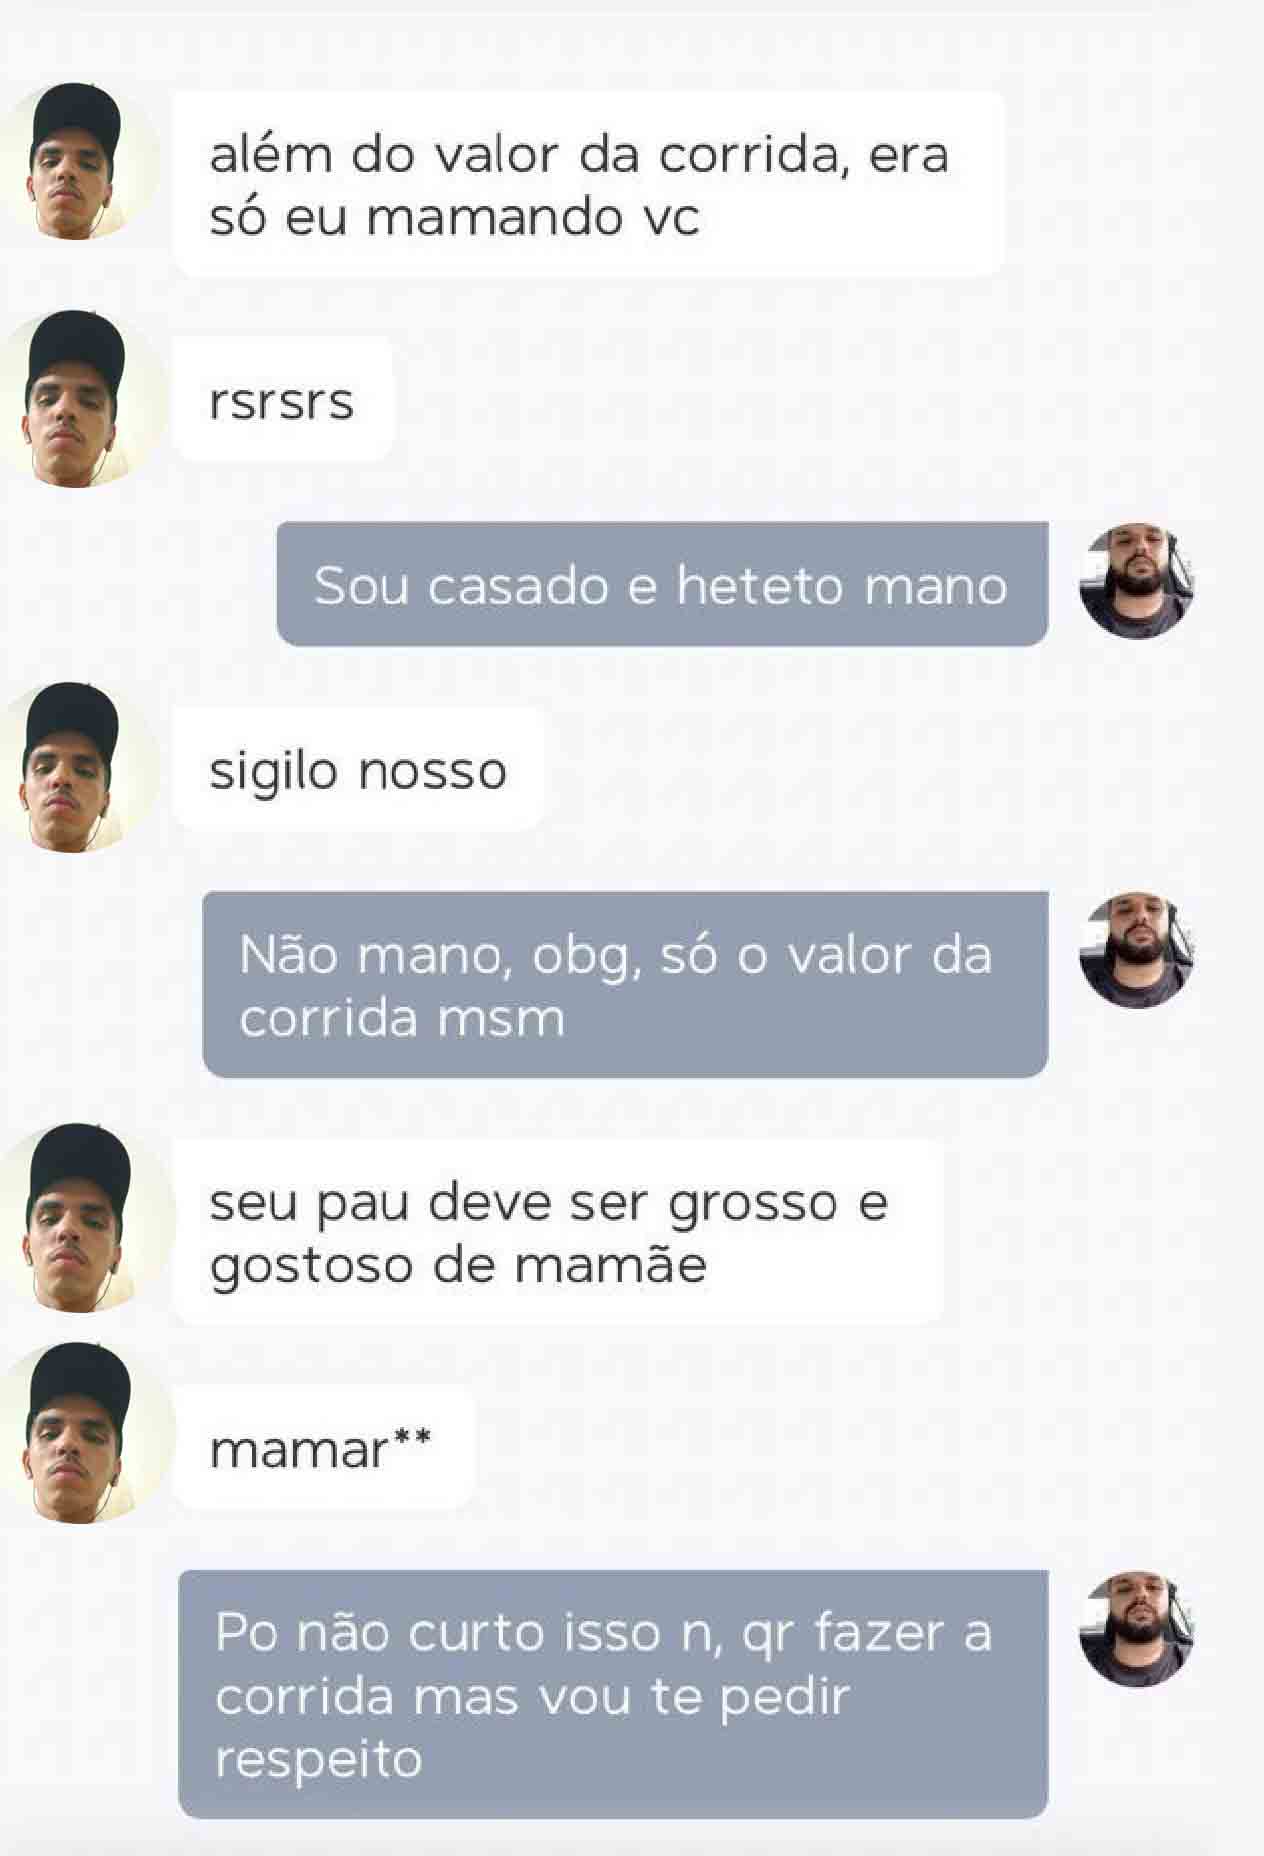 além do valor da corrida, era
só eu mamando vc
rsrsrs
Sou casado e heteto mano
sigilo nosso
Não mano, obg, só o valor da
corrida msm
seu pau deve ser grosso e
gostoso de mamãe
mamar**
Po não curto isso n, qr fazer a
corrida mas vou te pedir
respeito